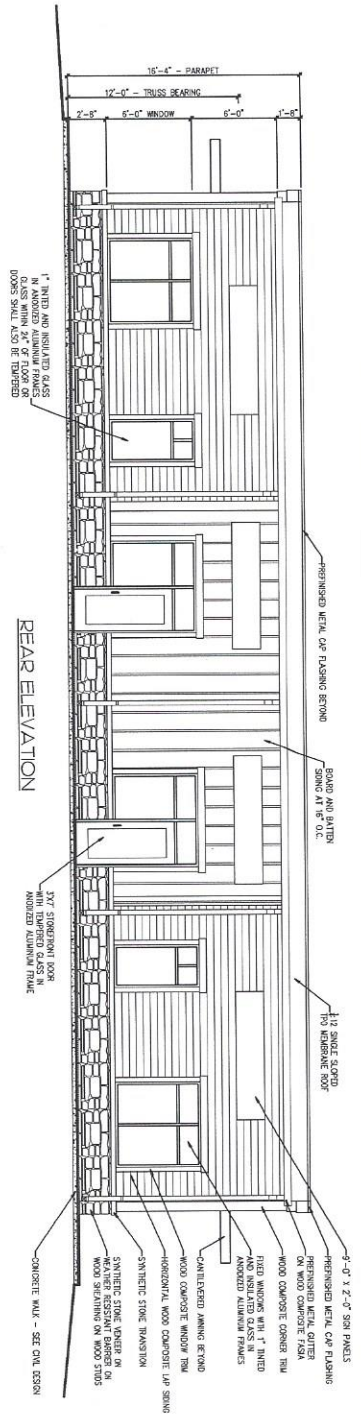 16'-4" - PARAPET
12'-0" - TRUSS BEARING
2'-8"
6'-0" WINDOW
6'-0"
1'-8"
1" TINTED AND INSULATED GLASS
IN ANODIZED ALUMINUM FRAMES
GLASS WITHIN 24" OF FLOOR OR
DOORS SHALL ALSO BE TEMPERED
PREFINISHED METAL CAP FLASHING BEYOND
BOARD AND BATTEN
SIDING AT 16" O.C.
REAR ELEVATION
3'X7' STOREFRONT DOOR
WITH TEMPERED GLASS IN
ANODIZED ALUMINUM FRAME
:12 SINGLE SLOPED
TPO MEMBRANE ROOF
9'-0" X 2'-0" SIGN PANELS
PREFINISHED METAL CAP FLASHING
PREFINISHED METAL GUTTER
ON WOOD COMPOSITE FASIA
WOOD COMPOSITE CORNER TRIM
FIXED WINDOWS WITH 1" TINTED
AND INSULATED GLASS IN
ANODIZED ALUMINUM FRAMES
CANTILEVERED AWNING BEYOND
WOOD COMPOSITE WINDOW TRIM
HORIZONTAL WOOD COMPOSITE LAP SIDING
SYNTHETIC STONE TRANSITION
SYNTHETIC STONE VENEER ON
WEATHER RESISTANT BARRIER ON
WOOD SHEATHING ON WOOD STUDS
CONCRETE WALK - SEE CIVIL DESIGN